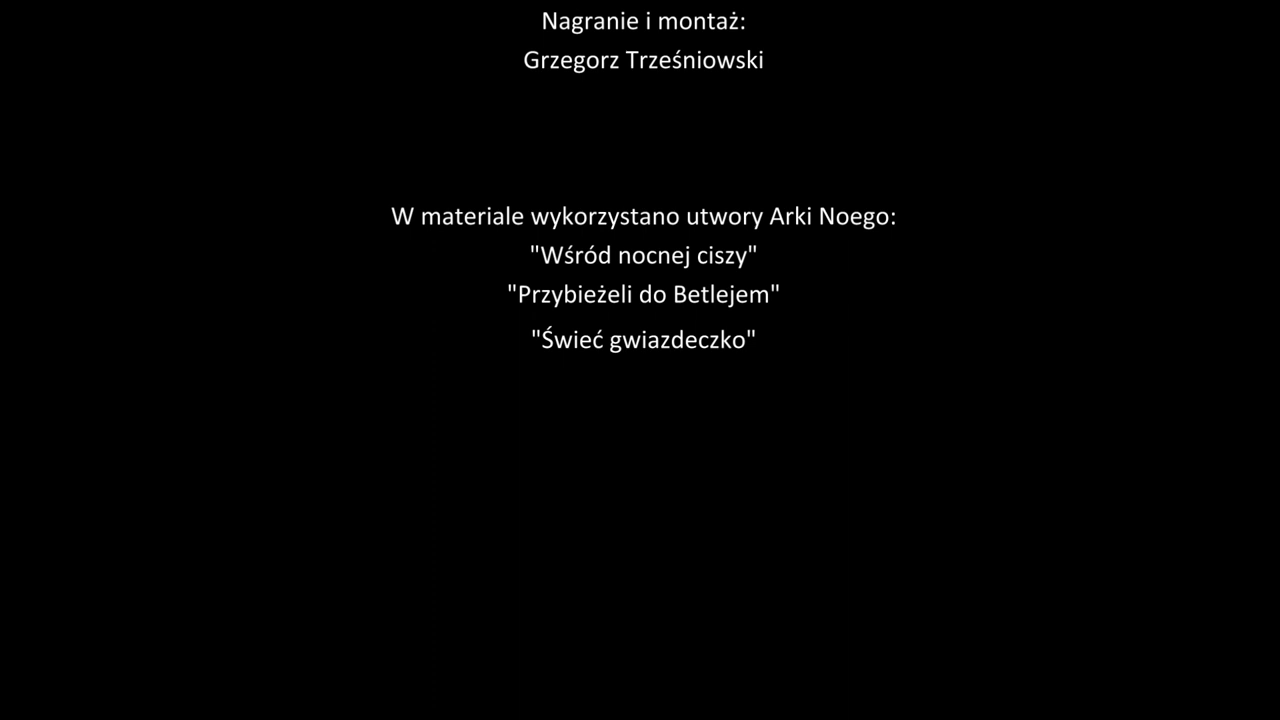 Nagranie i montaż:
Grzegorz Trześniowski
W materiale wykorzystano utwory Arki Noego:
"Wśród nocnej ciszy"
"Przybieżeli do Betlejem"
"Świeć gwiazdeczko"